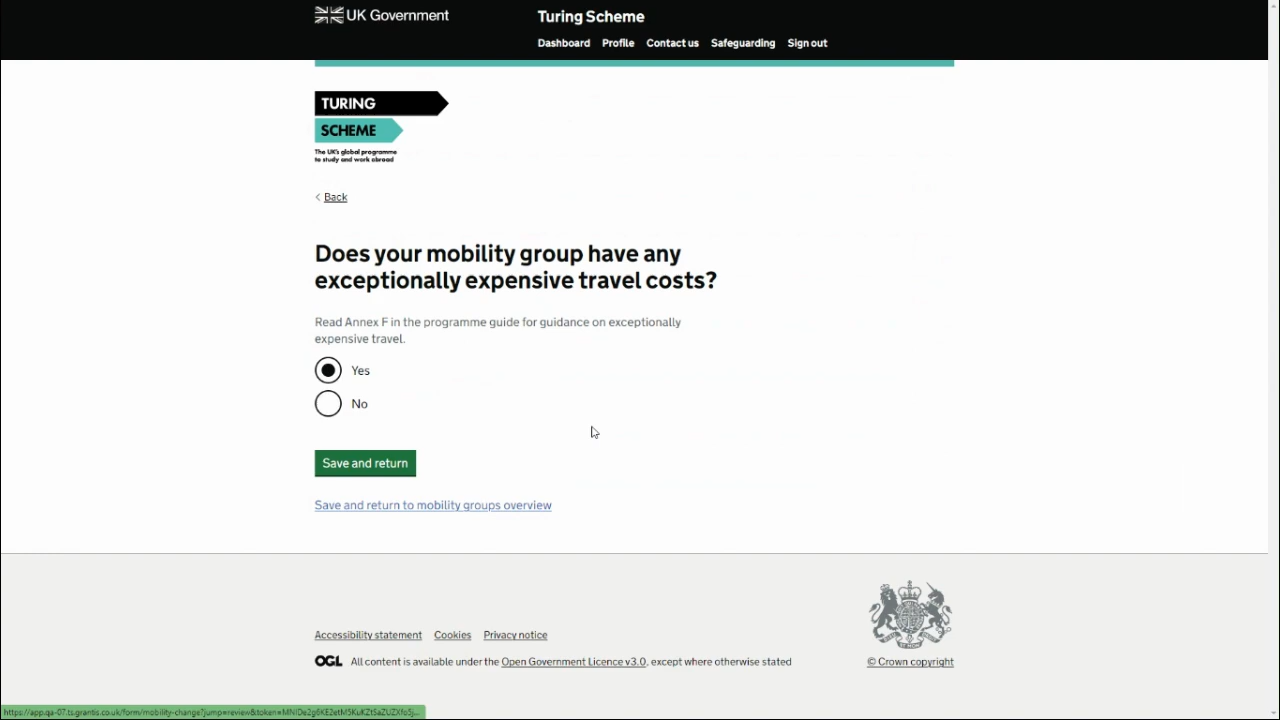 UK Government
Turing Scheme
Dashboard Profile Contact us Safeguarding Sign out
TURING
SCHEME
The UK's global programme
to study and work abroad
Back
Does your mobility group have any
exceptionally expensive travel costs?
Read Annex F in the programme guide for guidance on exceptionally
expensive travel.
Yes
No
Save and return
Save and return to mobility groups overview
Accessibility statement Cookies Privacy notice
OGL All content is available under the Open Government Licence v3.0, except where otherwise stated
© Crown copyright